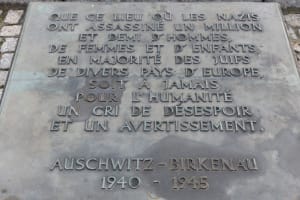 QUE CE LIEU OÙ LES NAZIS
ONT ASSASSINÉ UN MILLION
ET DEMI D'HOMMES,
DE FEMMES ET D'ENFANTS,
EN MAJORITÉ DES JUIFS
DE DIVERS PAYS D'EUROPE,
SOIT À JAMAIS
POUR L'HUMANITÉ
UN CRI DE DÉSESPOIR
ET UN AVERTISSEMENT.
AUSCHWITZ-BIRKENAU
1940 - 1945